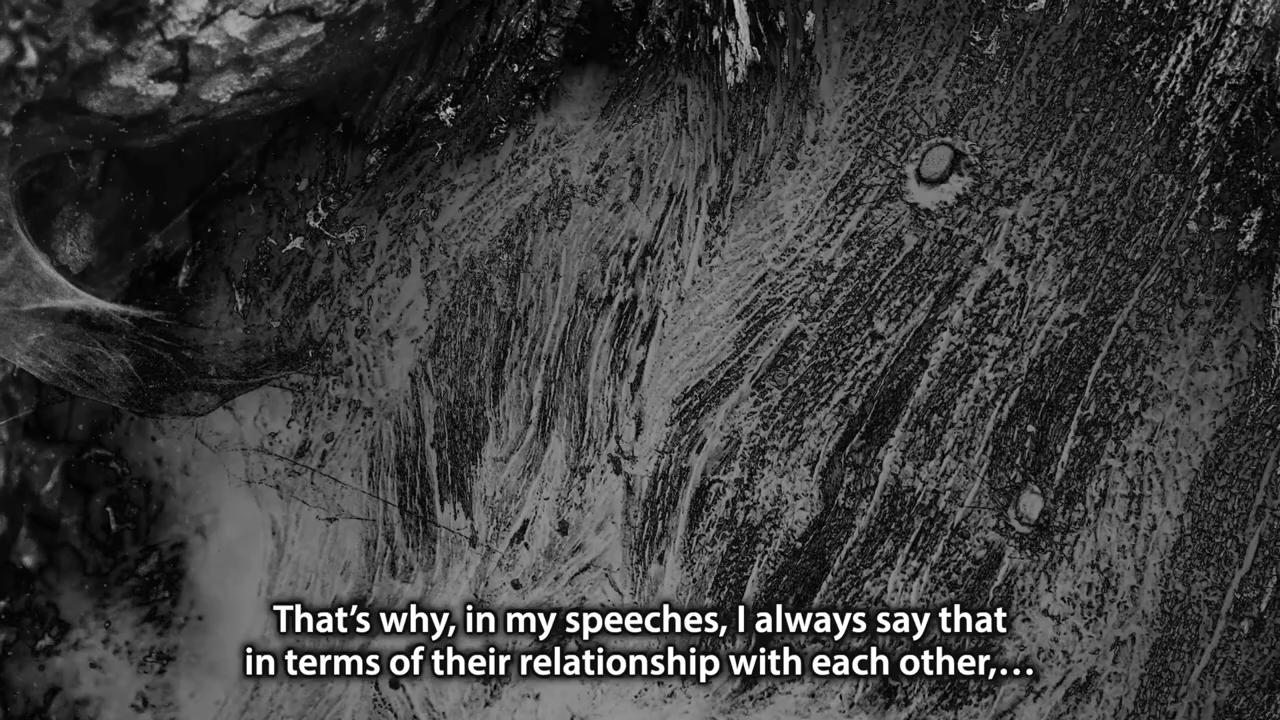 That’s why, in my speeches, I always say that
in terms of their relationship with each other,…